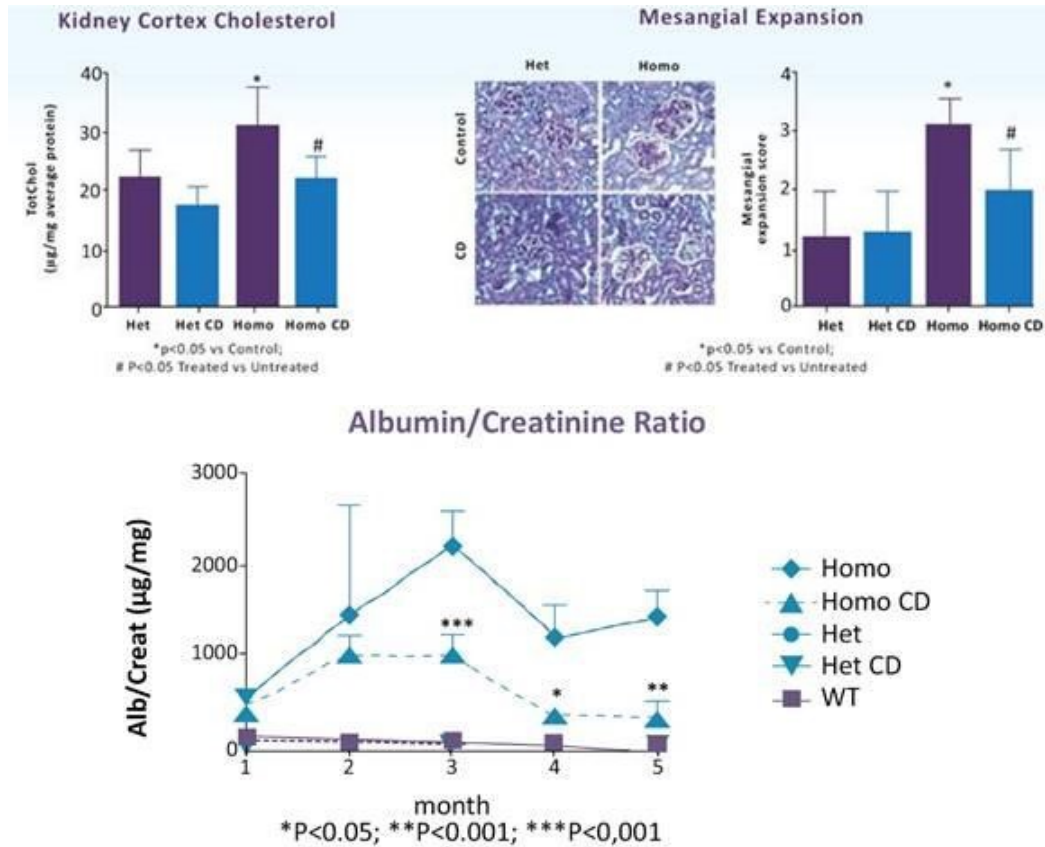 Kidney Cortex Cholesterol
40
30
20
10
0
TotChol
(µg/mg average protein)
*
#
Het
Het CD
Homo
Homo CD
*p<0.05 vs Control;
# P<0.05 Treated vs Untreated
Mesangial Expansion
Het
Homo
Control
CD
4
3
2
1
0
Mesangial
expansion score
*
#
Het
Het CD
Homo
Homo CD
*p<0.05 vs Control;
# P<0.05 Treated vs Untreated
Albumin/Creatinine Ratio
3000
2000
1000
0
Alb/Creat (µg/mg)
***
*
**
1
2
3
4
5
month
*P<0.05; **P<0.001; ***P<0,001
Homo
Homo CD
Het
Het CD
WT